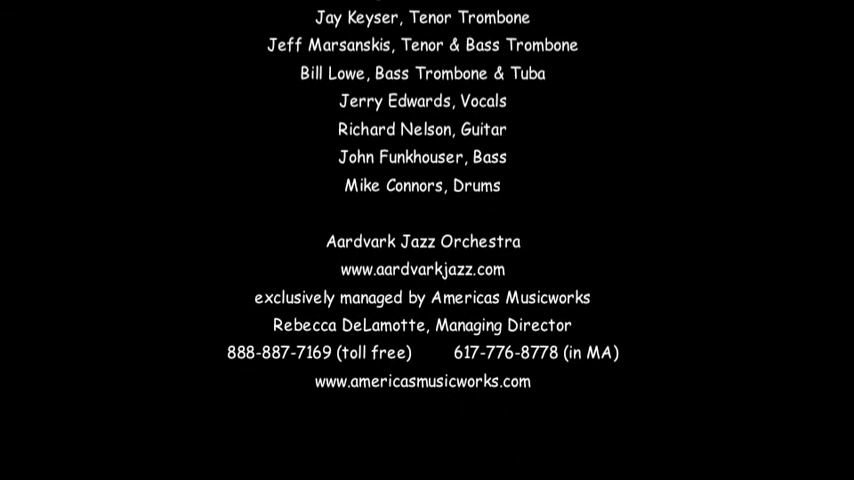 Jay Keyser, Tenor Trombone
Jeff Marsanskis, Tenor & Bass Trombone
Bill Lowe, Bass Trombone & Tuba
Jerry Edwards, Vocals
Richard Nelson, Guitar
John Funkhouser, Bass
Mike Connors, Drums
Aardvark Jazz Orchestra
www.aardvarkjazz.com
exclusively managed by Americas Musicworks
Rebecca DeLamotte, Managing Director
888-887-7169 (toll free) 617-776-8778 (in MA)
www.americasmusicworks.com